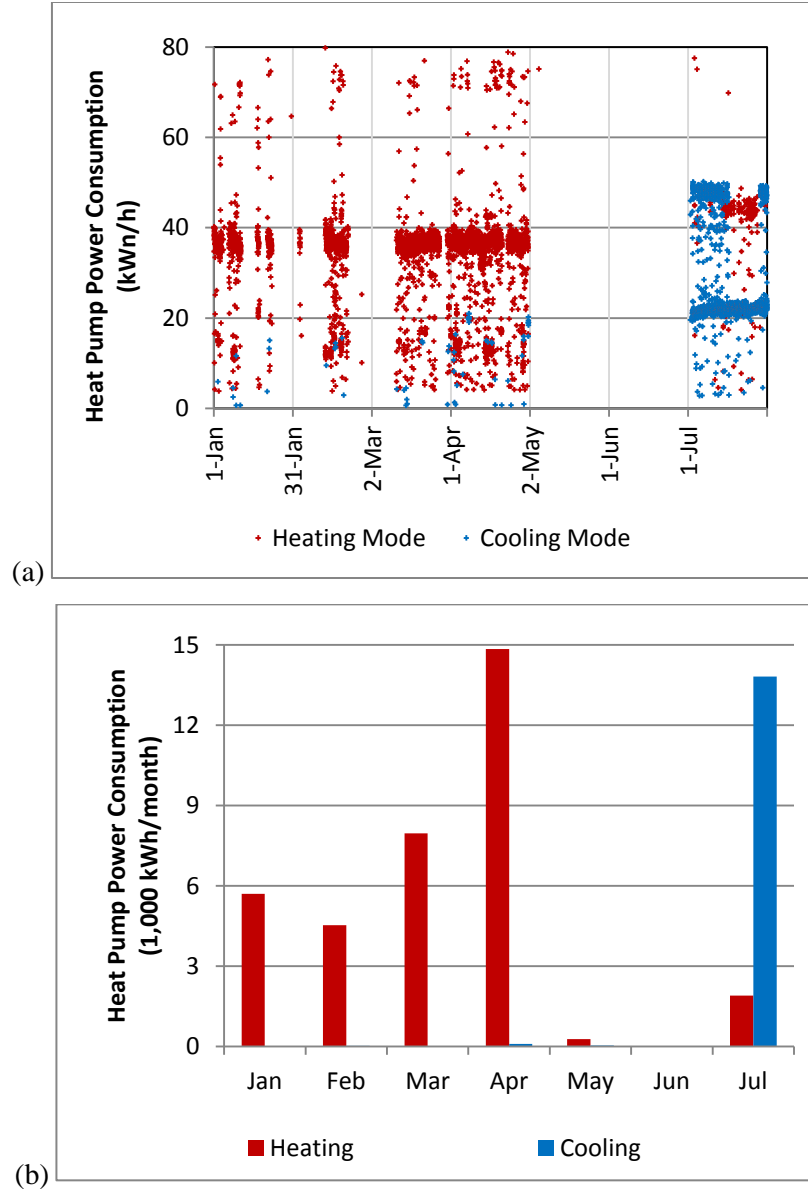 Heat Pump Power Consumption
(kWn/h)
80
60
40
20
0
1-Jan
31-Jan
2-Mar
1-Apr
2-May
1-Jun
1-Jul
Heating Mode
Cooling Mode
(a)
Heat Pump Power Consumption
(1,000 kWh/month)
15
12
9
6
3
0
Jan
Feb
Mar
Apr
May
Jun
Jul
Heating
Cooling
(b)